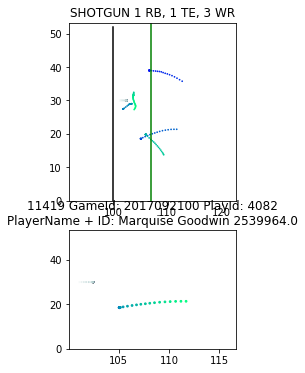 SHOTGUN 1 RB, 1 TE, 3 WR
50
40
30
20
10
0
100 110 120
11419 GameId: 2017092100 PlayId: 4082
PlayerName + ID: Marquise Goodwin 2539964.0
40
20
0
105 110 115